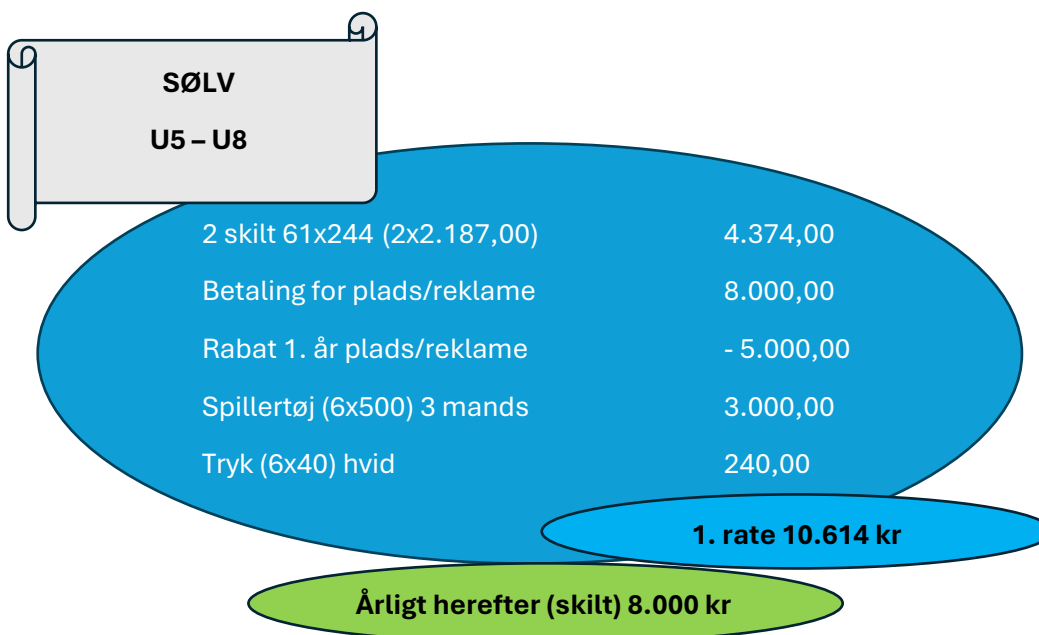 SØLV
U5 – U8
2 skilt 61x244 (2x2.187,00) 4.374,00
Betaling for plads/reklame 8.000,00
Rabat 1. år plads/reklame - 5.000,00
Spillertøj (6x500) 3 mands 3.000,00
Tryk (6x40) hvid 240,00
1. rate 10.614 kr
Årligt herefter (skilt) 8.000 kr